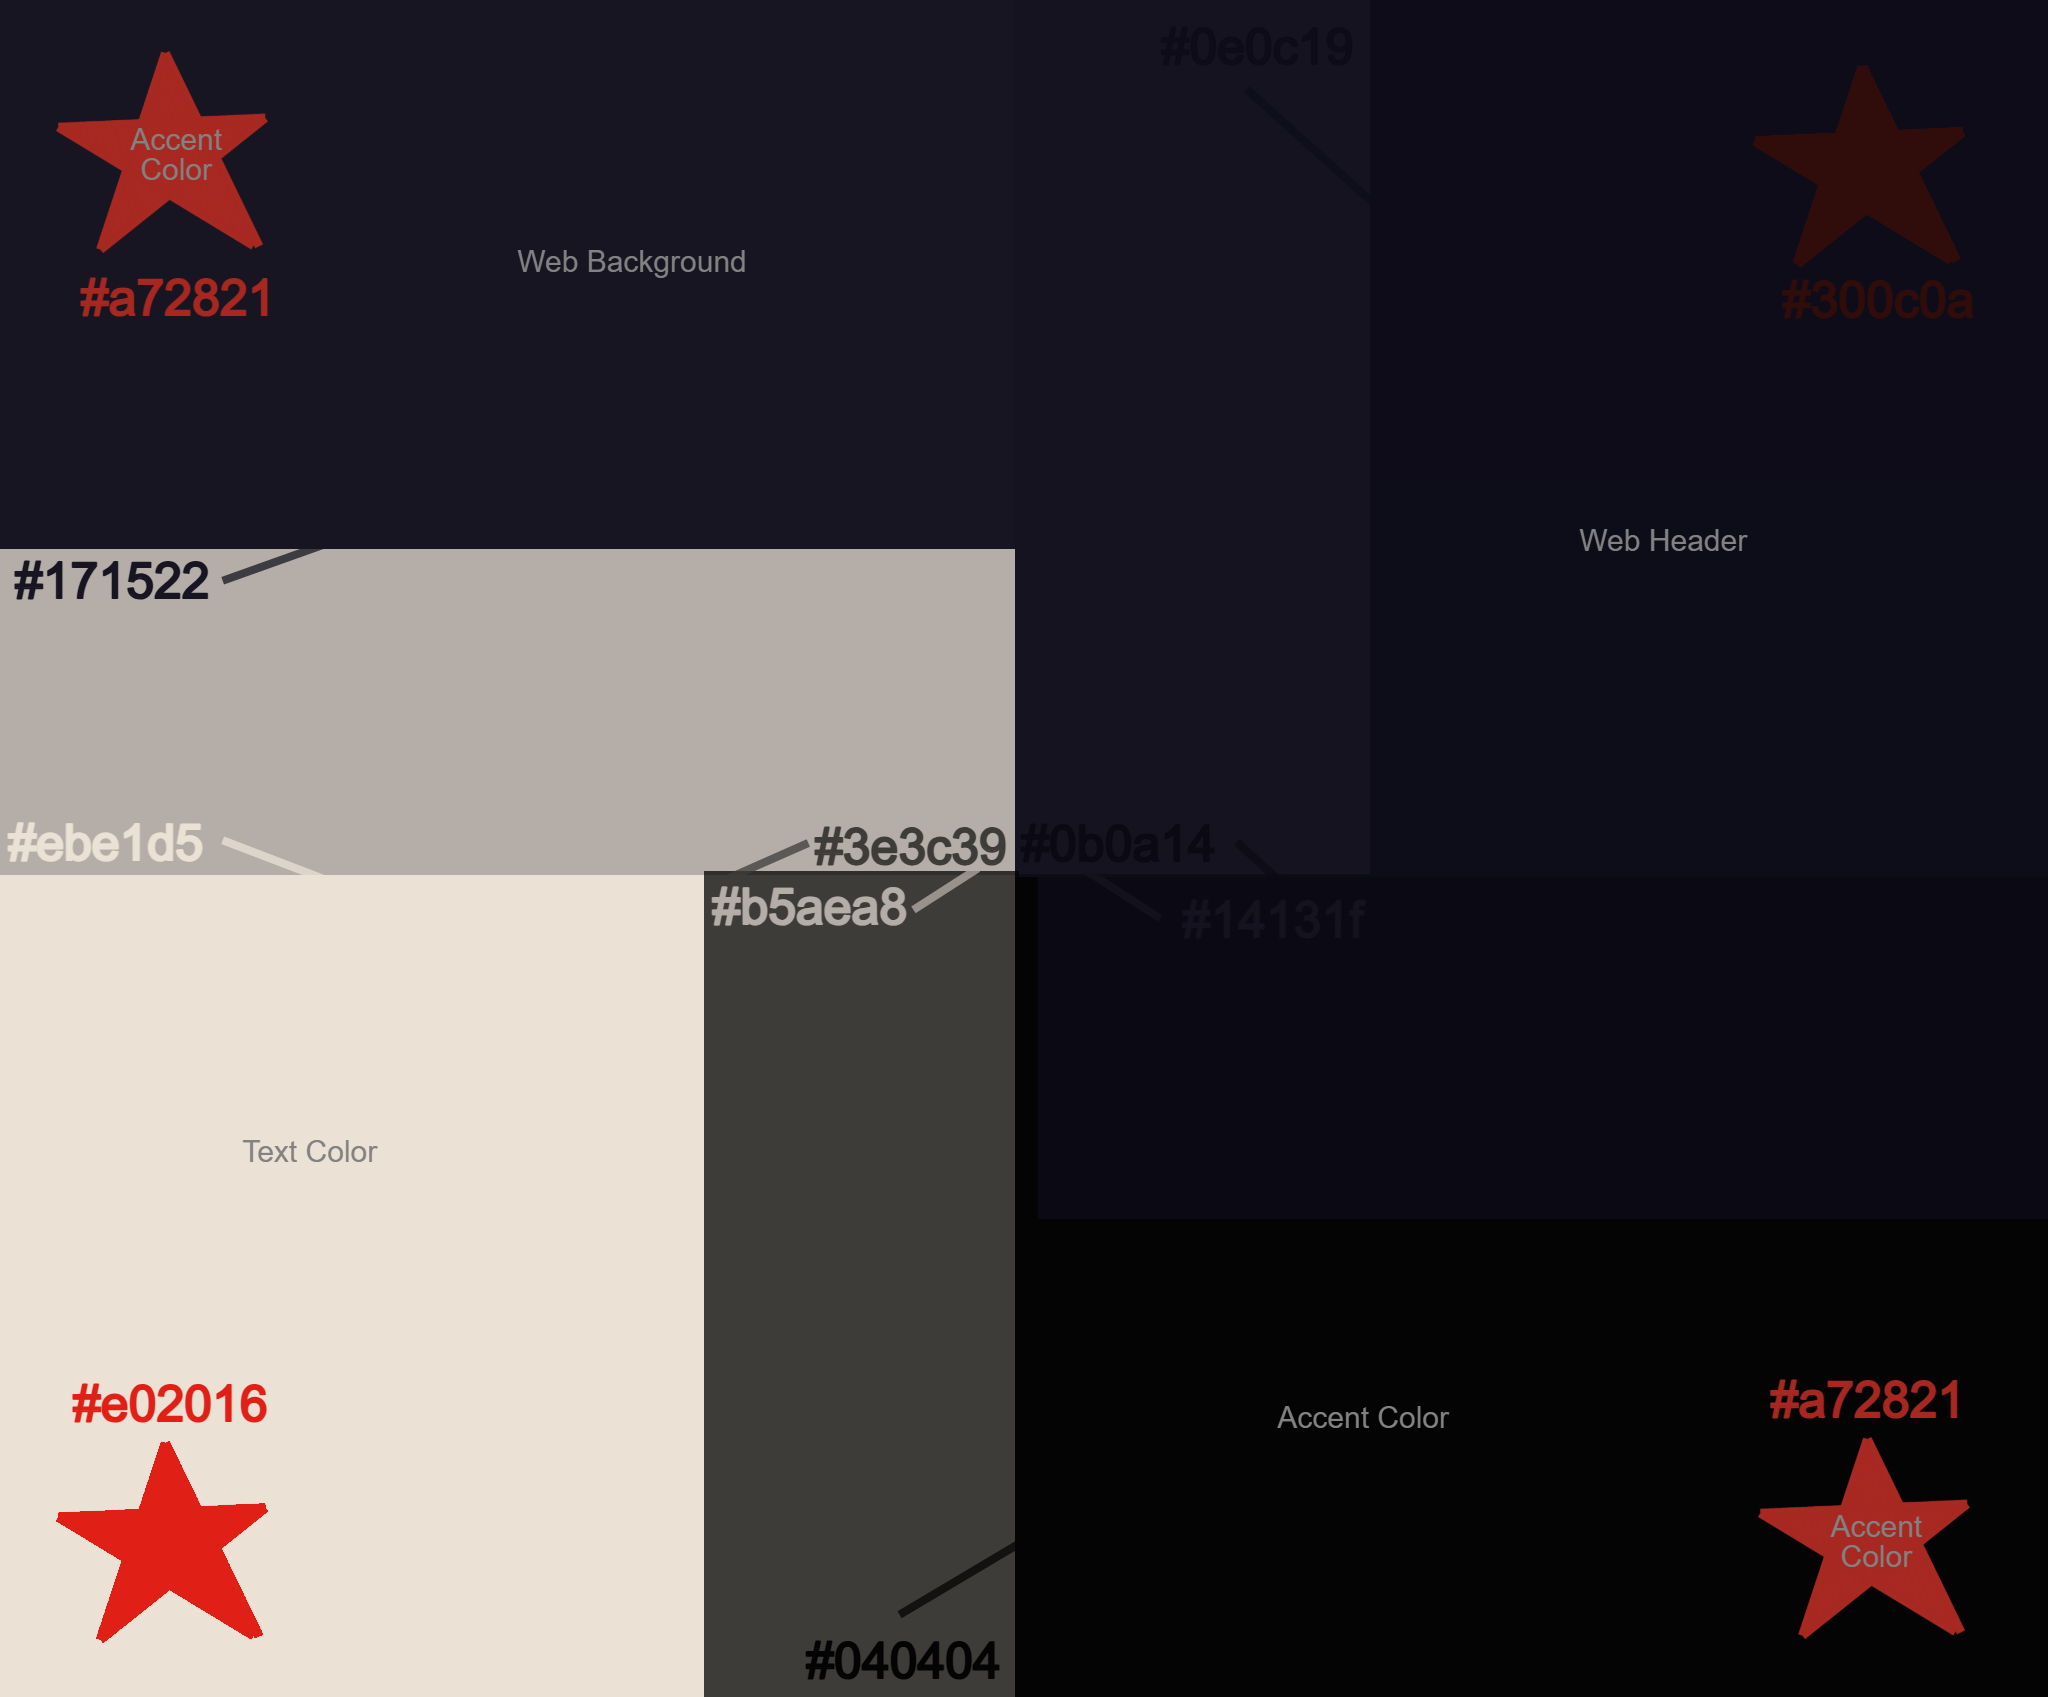 #0e0c19
Accent
Color
Web Background
#a72821
#300c0a
Web Header
#171522
#ebe1d5
#3e3c39
#0b0a14
#b5aea8
#14131f
Text Color
#e02016
#a72821
Accent Color
Accent
Color
#040404